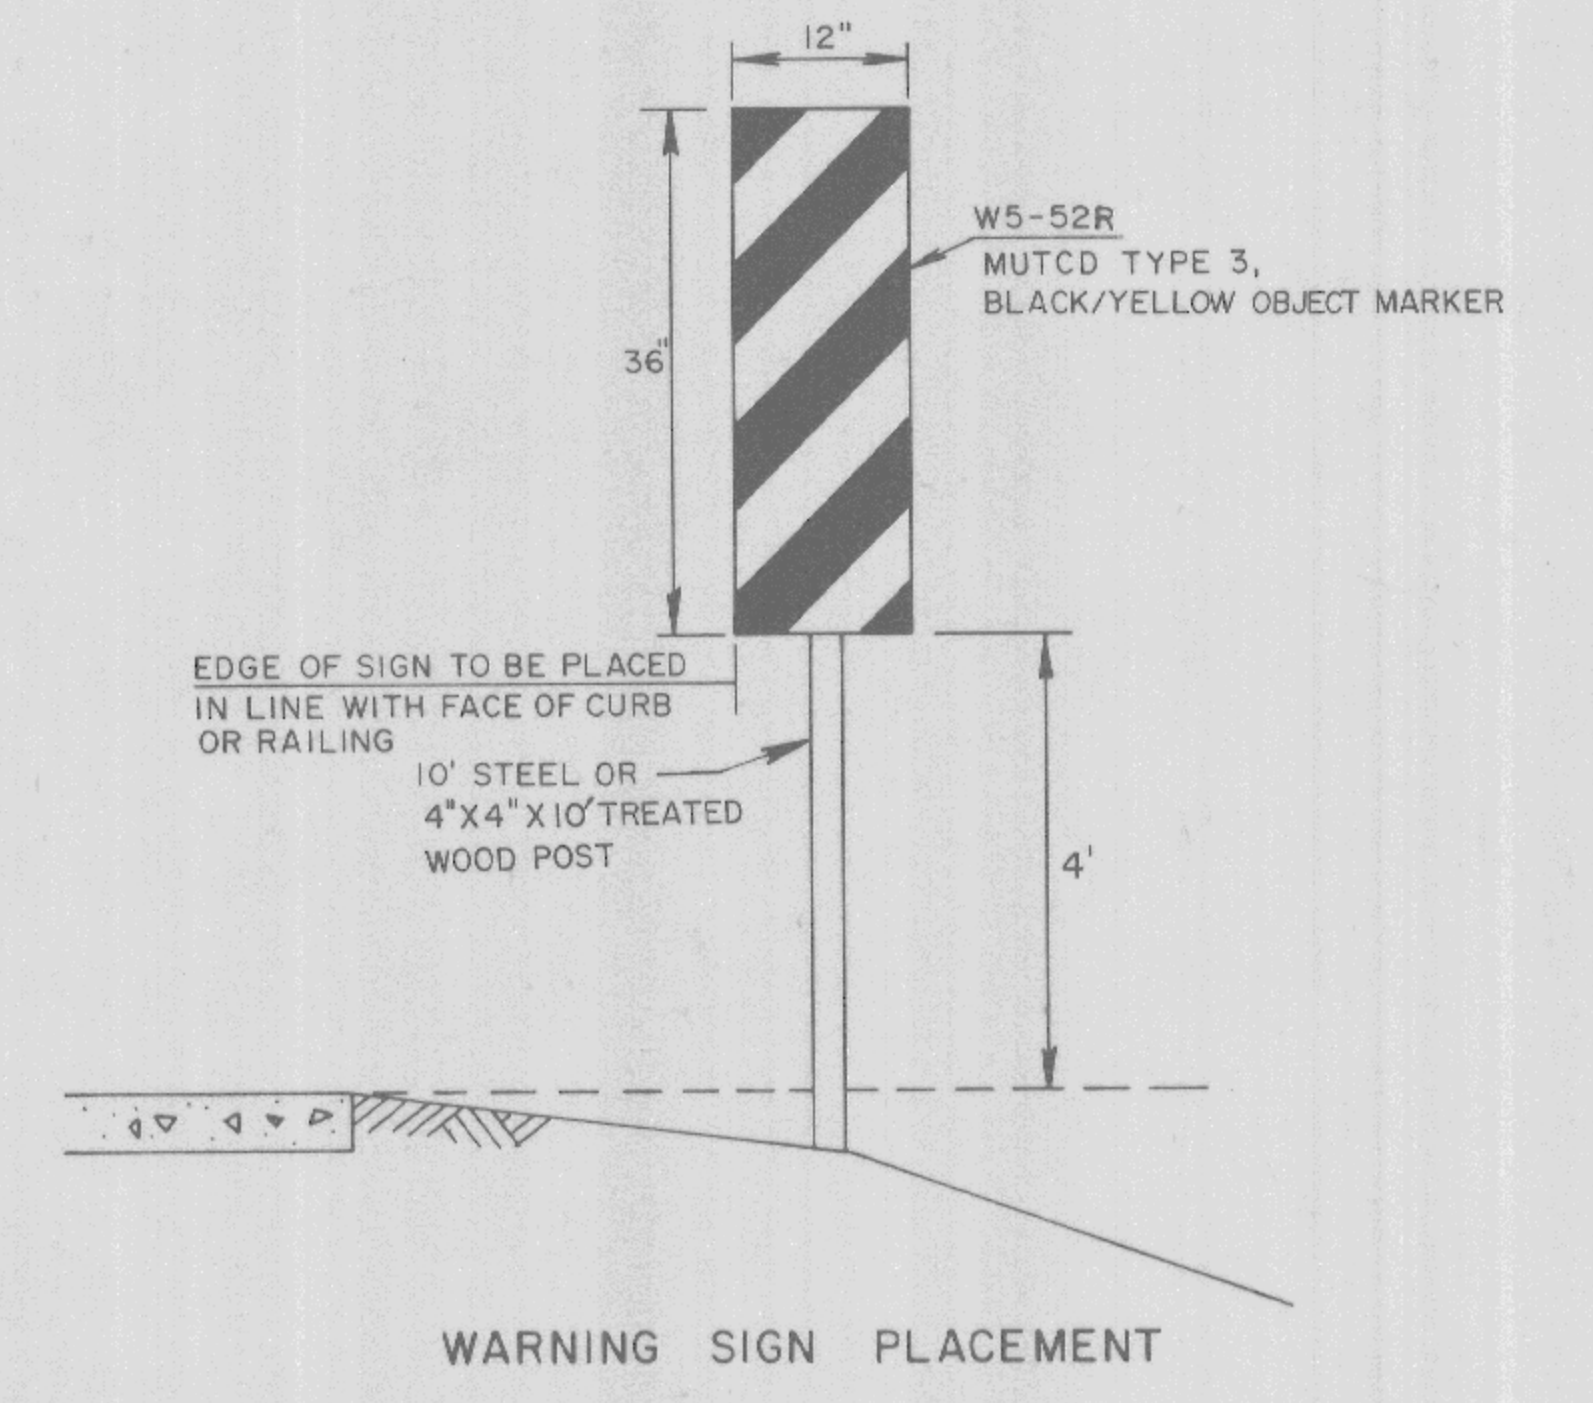 12"
W5-52R
MUTCD TYPE 3,
BLACK/YELLOW OBJECT MARKER
36"
EDGE OF SIGN TO BE PLACED
IN LINE WITH FACE OF CURB
OR RAILING
10' STEEL OR
4"X4"X10' TREATED
WOOD POST
4'
WARNING SIGN PLACEMENT